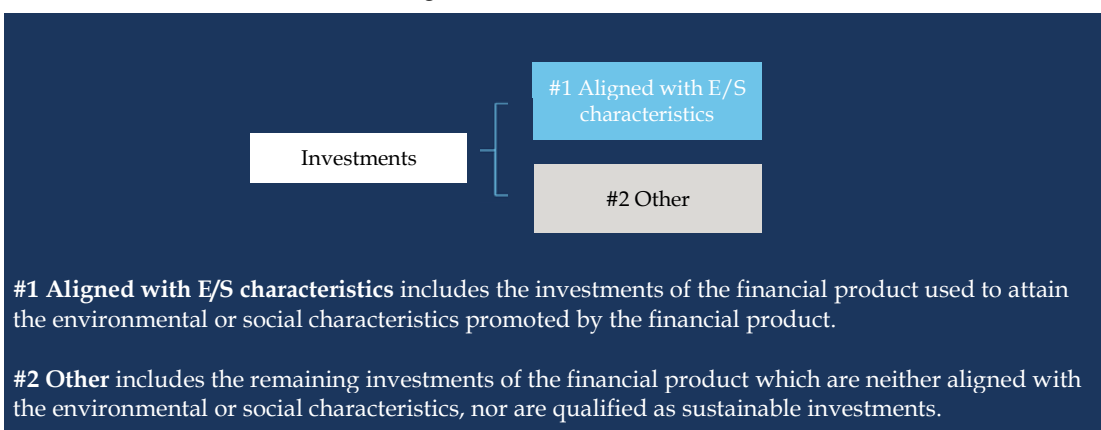 #1 Aligned with E/S
characteristics
Investments
#2 Other
#1 Aligned with E/S characteristics includes the investments of the financial product used to attain
the environmental or social characteristics promoted by the financial product.
#2 Other includes the remaining investments of the financial product which are neither aligned with
the environmental or social characteristics, nor are qualified as sustainable investments.